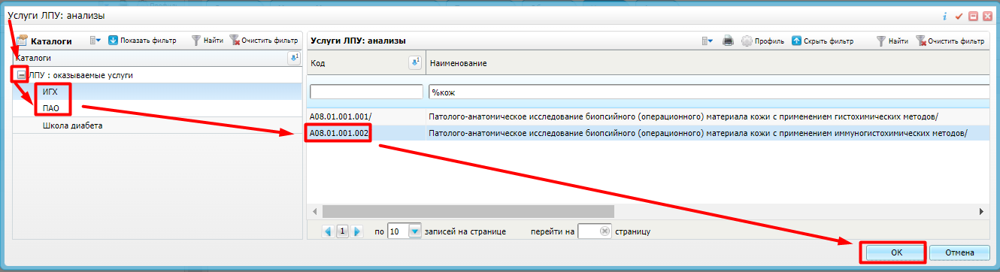 Услуги ЛПУ: анализы
Каталоги Показать фильтр Найти Очистить фильтр
Каталоги
ЛПУ : оказываемые услуги
ИГХ
ПАО
Школа диабета
Услуги ЛПУ: анализы Профиль Скрыть фильтр Найти Очистить фильтр
Код Наименование
%кож
A08.01.001.001/ Патолого-анатомическое исследование биопсийного (операционного) материала кожи с применением гистохимических методов/
A08.01.001.002 Патолого-анатомическое исследование биопсийного (операционного) материала кожи с применением иммуногистохимических методов/
1 по 10 записей на странице перейти на страницу
ОК Отмена